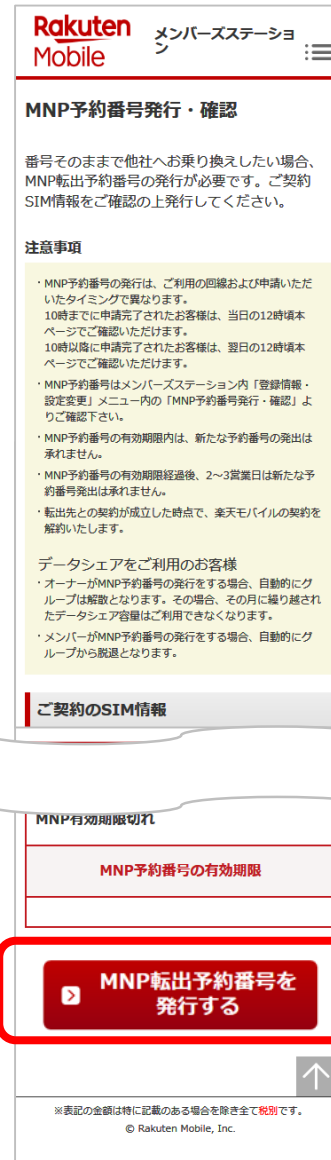 Rakuten
Mobile
メンバーズステーショ
ン
MNP予約番号発行・確認
番号そのままで他社へお乗り換えしたい場合、
MNP転出予約番号の発行が必要です。ご契約
SIM情報をご確認の上発行してください。
注意事項
・MNP予約番号の発行は、ご利用の回線および申請いただ
いたタイミングで異なります。
10時までに申請完了されたお客様は、当日の12時頃本
ページでご確認いただけます。
10時以降に申請完了されたお客様は、翌日の12時頃本
ページでご確認いただけます。
・MNP予約番号はメンバーズステーション内「登録情報・
設定変更」メニュー内の「MNP予約番号発行・確認」よ
りご確認下さい。
・MNP予約番号の有効期限内は、新たな予約番号の発出は
承れません。
・MNP予約番号の有効期限経過後、2〜3営業日は新たな予
約番号発出は承れません。
・転出先との契約が成立した時点で、楽天モバイルの契約を
解約いたします。
データシェアをご利用のお客様
・オーナーがMNP予約番号の発行をする場合、自動的にグ
ループは解散となります。その場合、その月に繰り越され
たデータシェア容量はご利用できなくなります。
・メンバーがMNP予約番号の発行をする場合、自動的にグ
ループから脱退となります。
ご契約のSIM情報
MNP有効期限切れ
MNP予約番号の有効期限
MNP転出予約番号を
発行する
※表記の金額は特に記載のある場合を除き全て税別です。
© Rakuten Mobile, Inc.